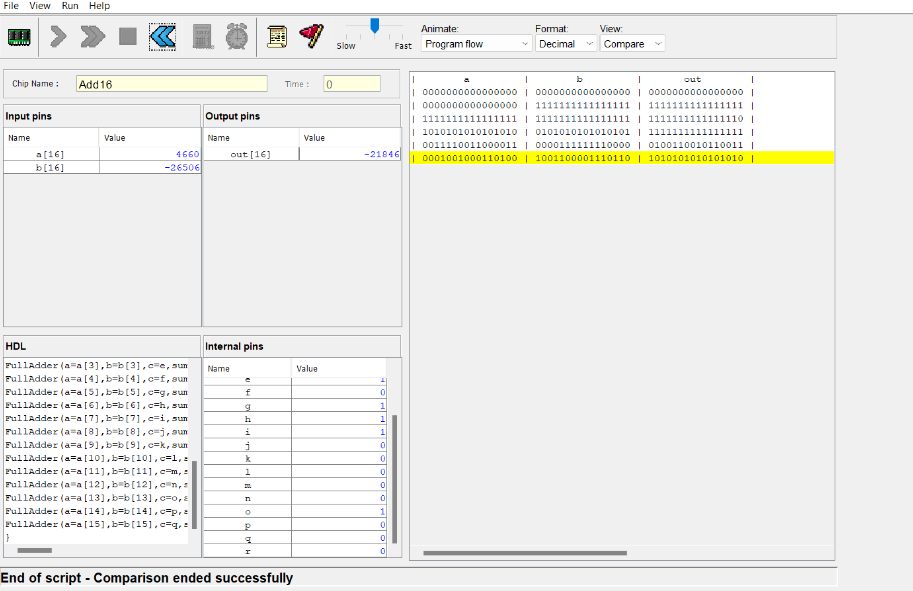 File View Run Help
Slow Fast
Animate: Format: View:
Program flow Decimal Compare
Chip Name : Add16 Time : 0
Input pins
Name Value
a[16] 4660
b[16] -26506
Output pins
Name Value
out[16] -21846
HDL
FullAdder(a=a[3],b=b[3],c=e,sum
FullAdder(a=a[4],b=b[4],c=f,sum
FullAdder(a=a[5],b=b[5],c=g,sum
FullAdder(a=a[6],b=b[6],c=h,sum
FullAdder(a=a[7],b=b[7],c=i,sum
FullAdder(a=a[8],b=b[8],c=j,sum
FullAdder(a=a[9],b=b[9],c=k,sum
FullAdder(a=a[10],b=b[10],c=l,s
FullAdder(a=a[11],b=b[11],c=m,s
FullAdder(a=a[12],b=b[12],c=n,s
FullAdder(a=a[13],b=b[13],c=o,s
FullAdder(a=a[14],b=b[14],c=p,s
FullAdder(a=a[15],b=b[15],c=q,s
}
Internal pins
Name Value
e 1
f 0
g 1
h 1
i 1
j 0
k 0
l 0
m 0
n 0
o 1
p 0
q 0
r 0
| a | b | out |
| 0000000000000000 | 0000000000000000 | 0000000000000000 |
| 0000000000000000 | 1111111111111111 | 1111111111111111 |
| 1111111111111111 | 1111111111111111 | 1111111111111110 |
| 1010101010101010 | 0101010101010101 | 1111111111111111 |
| 0011110011000011 | 0000111111110000 | 0100110010110011 |
| 0001001000110100 | 1001100001110110 | 1010101010101010 |
End of script - Comparison ended successfully